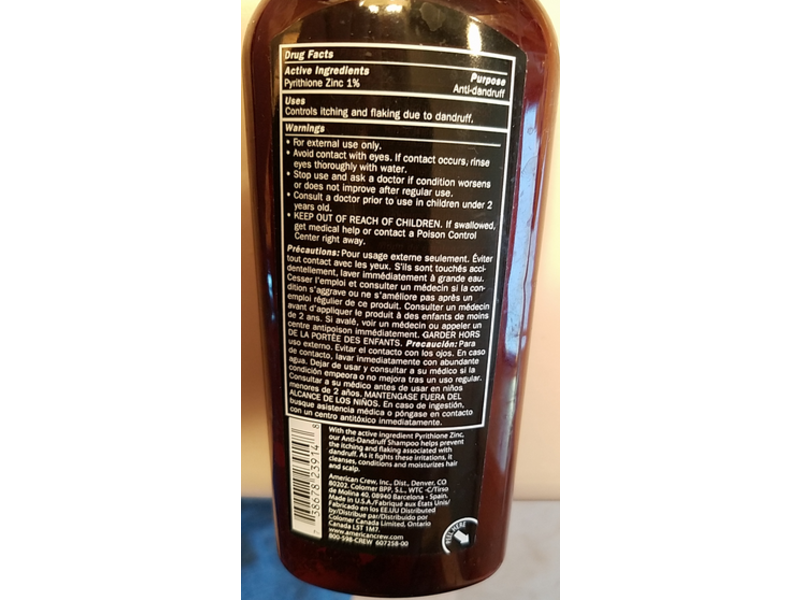 Drug Facts
Active Ingredients Purpose
Pyrithione Zinc 1% Anti-dandruff
Uses
Controls itching and flaking due to dandruff.
Warnings
• For external use only.
• Avoid contact with eyes. If contact occurs, rinse
eyes thoroughly with water.
• Stop use and ask a doctor if condition worsens
or does not improve after regular use.
• Consult a doctor prior to use in children under 2
years old.
• KEEP OUT OF REACH OF CHILDREN. If swallowed,
get medical help or contact a Poison Control
Center right away.
Précautions: Pour usage externe seulement. Éviter
tout contact avec les yeux. S'ils sont touchés acci-
dentellement, laver immédiatement à grande eau.
Cesser l'emploi et consulter un médecin si la con-
dition s'aggrave ou ne s'améliore pas après un
emploi régulier de ce produit. Consulter un médecin
avant d'appliquer le produit à des enfants de moins
de 2 ans. Si avalé, voir un médecin ou appeler un
centre antipoison immédiatement. GARDER HORS
DE LA PORTÉE DES ENFANTS. Precaución: Para
uso externo. Evitar el contacto con los ojos. En caso
de contacto, lavar inmediatamente con abundante
agua. Dejar de usar y consultar a su médico si la
condición empeora o no mejora tras un uso regular.
Consultar a su médico antes de usar en niños
menores de 2 años. MANTENGASE FUERA DEL
ALCANCE DE LOS NIÑOS. En caso de ingestión,
busque asistencia médica o póngase en contacto
con un centro antitóxico inmediatamente.
With the active ingredient Pyrithione Zinc,
our Anti-Dandruff Shampoo helps prevent
the itching and flaking associated with
dandruff. As it fights these irritations, it
cleanses, conditions and moisturizes hair
and scalp.
American Crew, Inc., Dist., Denver, CO
80202. Colomer BPP, S.L., WTC -C/Tirso
de Molina 40, 08940 Barcelona - Spain.
Made in U.S.A./Fabriqué aux États Unis/
Fabricado en los EE.UU Distributed
by/Distribue par/Distribuido por
Colomer Canada Limited, Ontario
Canada L5T 1M7.
www.americancrew.com
800-598-CREW 607258-00
7 38678 23914 8
PEEL HERE